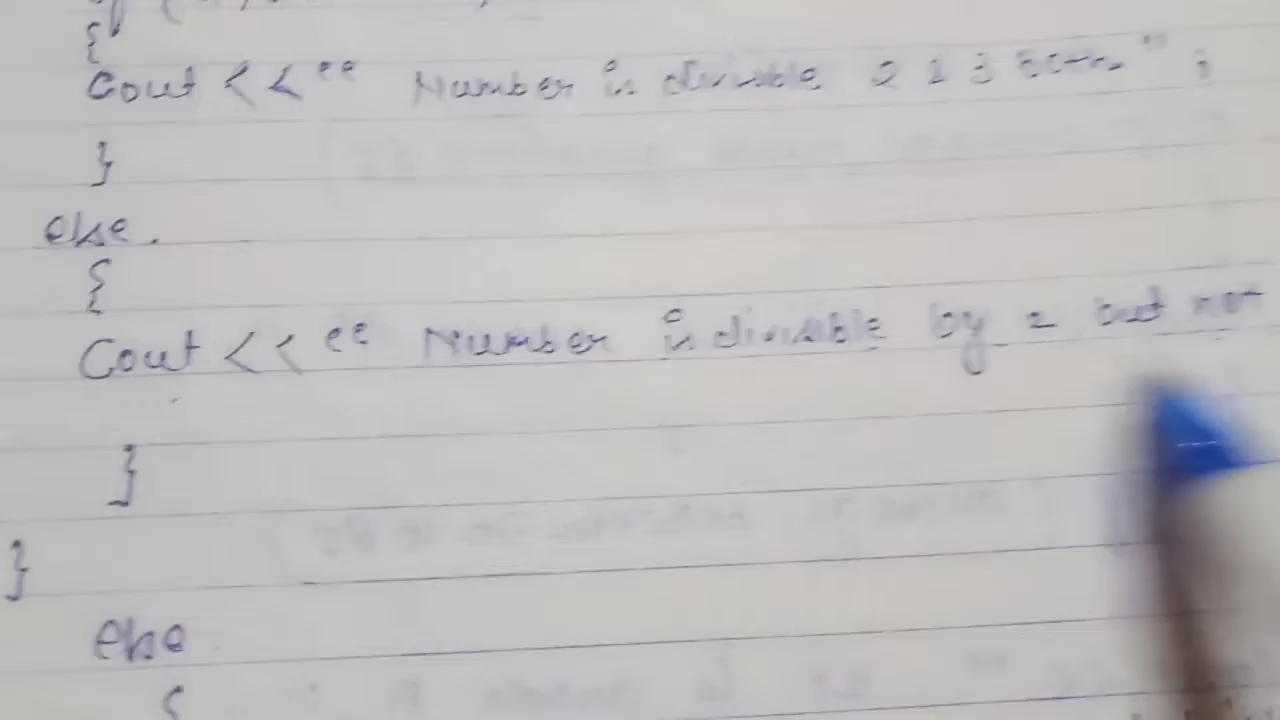 {
Cout << " Number is divisible 2 & 3 Both " ;
}
else.
{
Cout << " Number is divisible by 2 but not
}
}
else
{